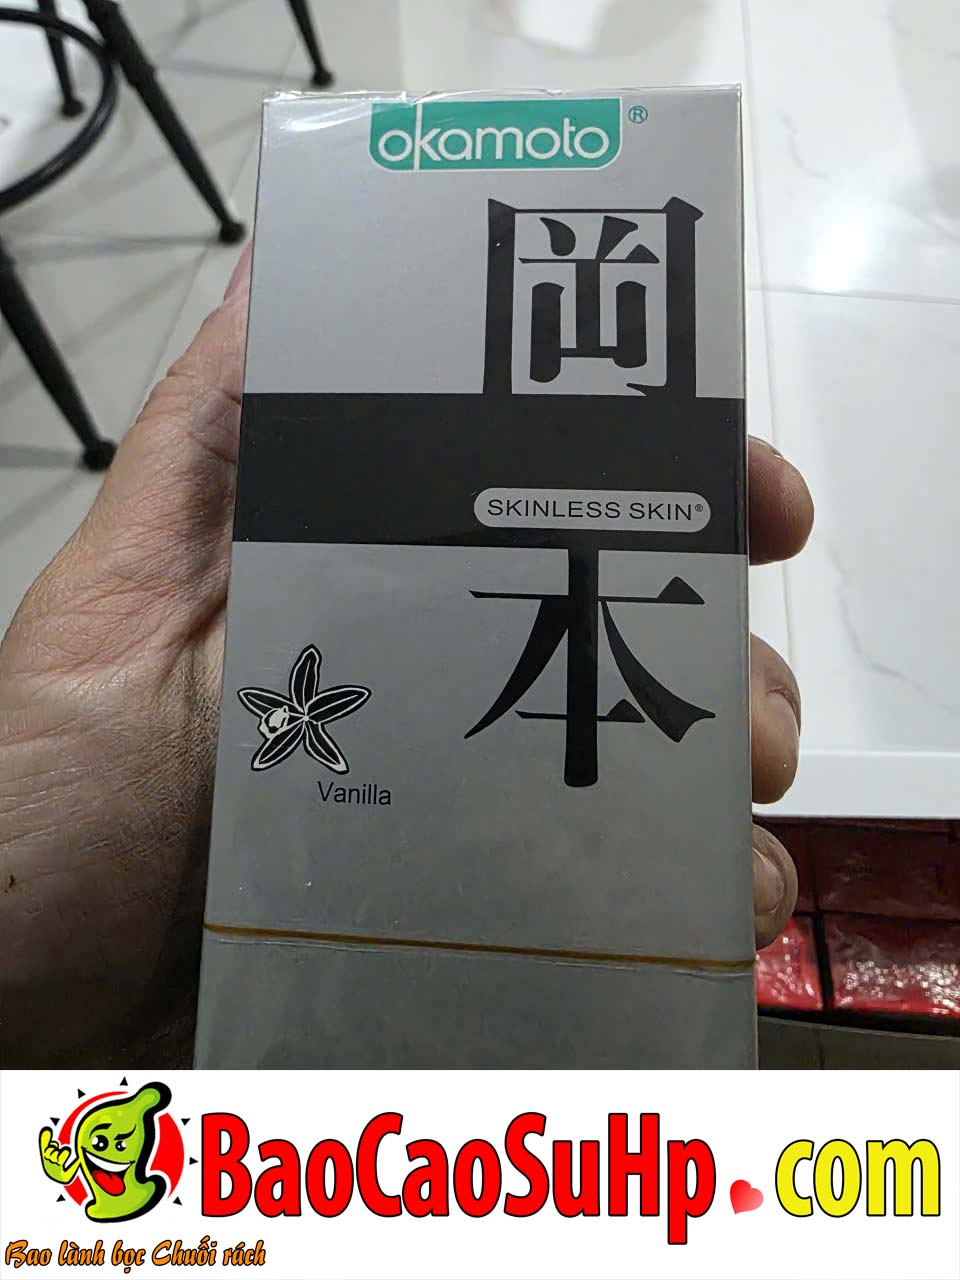 okamoto®
岡
SKINLESS SKIN®
本
Vanilla
BaoCaoSuHp.com
Bao lành bọc Chuối rách